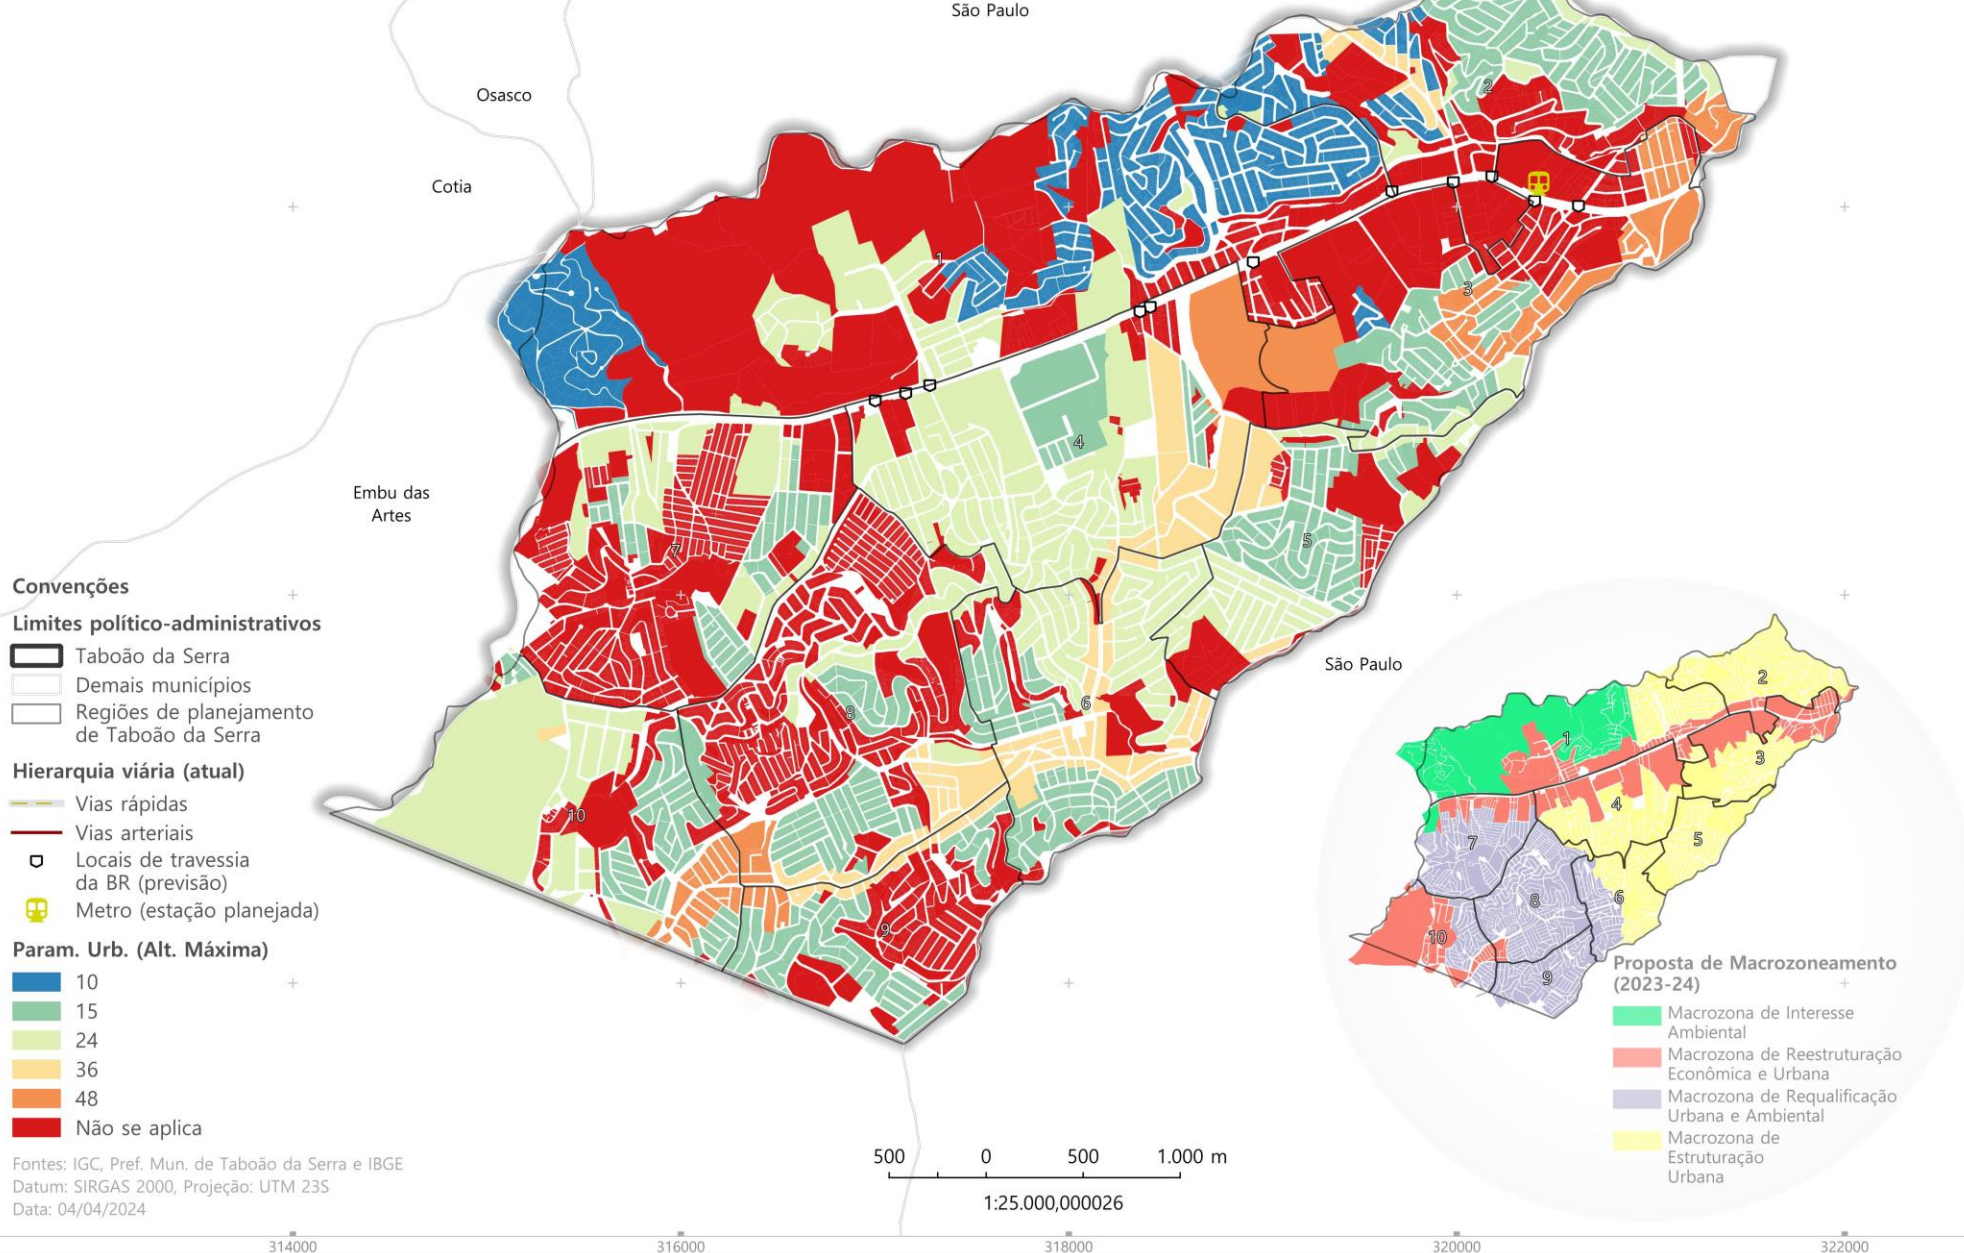 São Paulo
Osasco
Cotia
Embu das
Artes
São Paulo
1
2
3
4
5
6
7
8
9
10
Convenções
Limites político-administrativos
Taboão da Serra
Demais municípios
Regiões de planejamento
de Taboão da Serra
Hierarquia viária (atual)
Vias rápidas
Vias arteriais
Locais de travessia
da BR (previsão)
Metro (estação planejada)
Param. Urb. (Alt. Máxima)
10
15
24
36
48
Não se aplica
Fontes: IGC, Pref. Mun. de Taboão da Serra e IBGE
Datum: SIRGAS 2000, Projeção: UTM 23S
Data: 04/04/2024
500 0 500 1.000 m
1:25.000,000026
1
2
3
4
5
6
7
8
9
10
Proposta de Macrozoneamento
(2023-24)
Macrozona de Interesse
Ambiental
Macrozona de Reestruturação
Econômica e Urbana
Macrozona de Requalificação
Urbana e Ambiental
Macrozona de
Estruturação
Urbana
314000 316000 318000 320000 322000